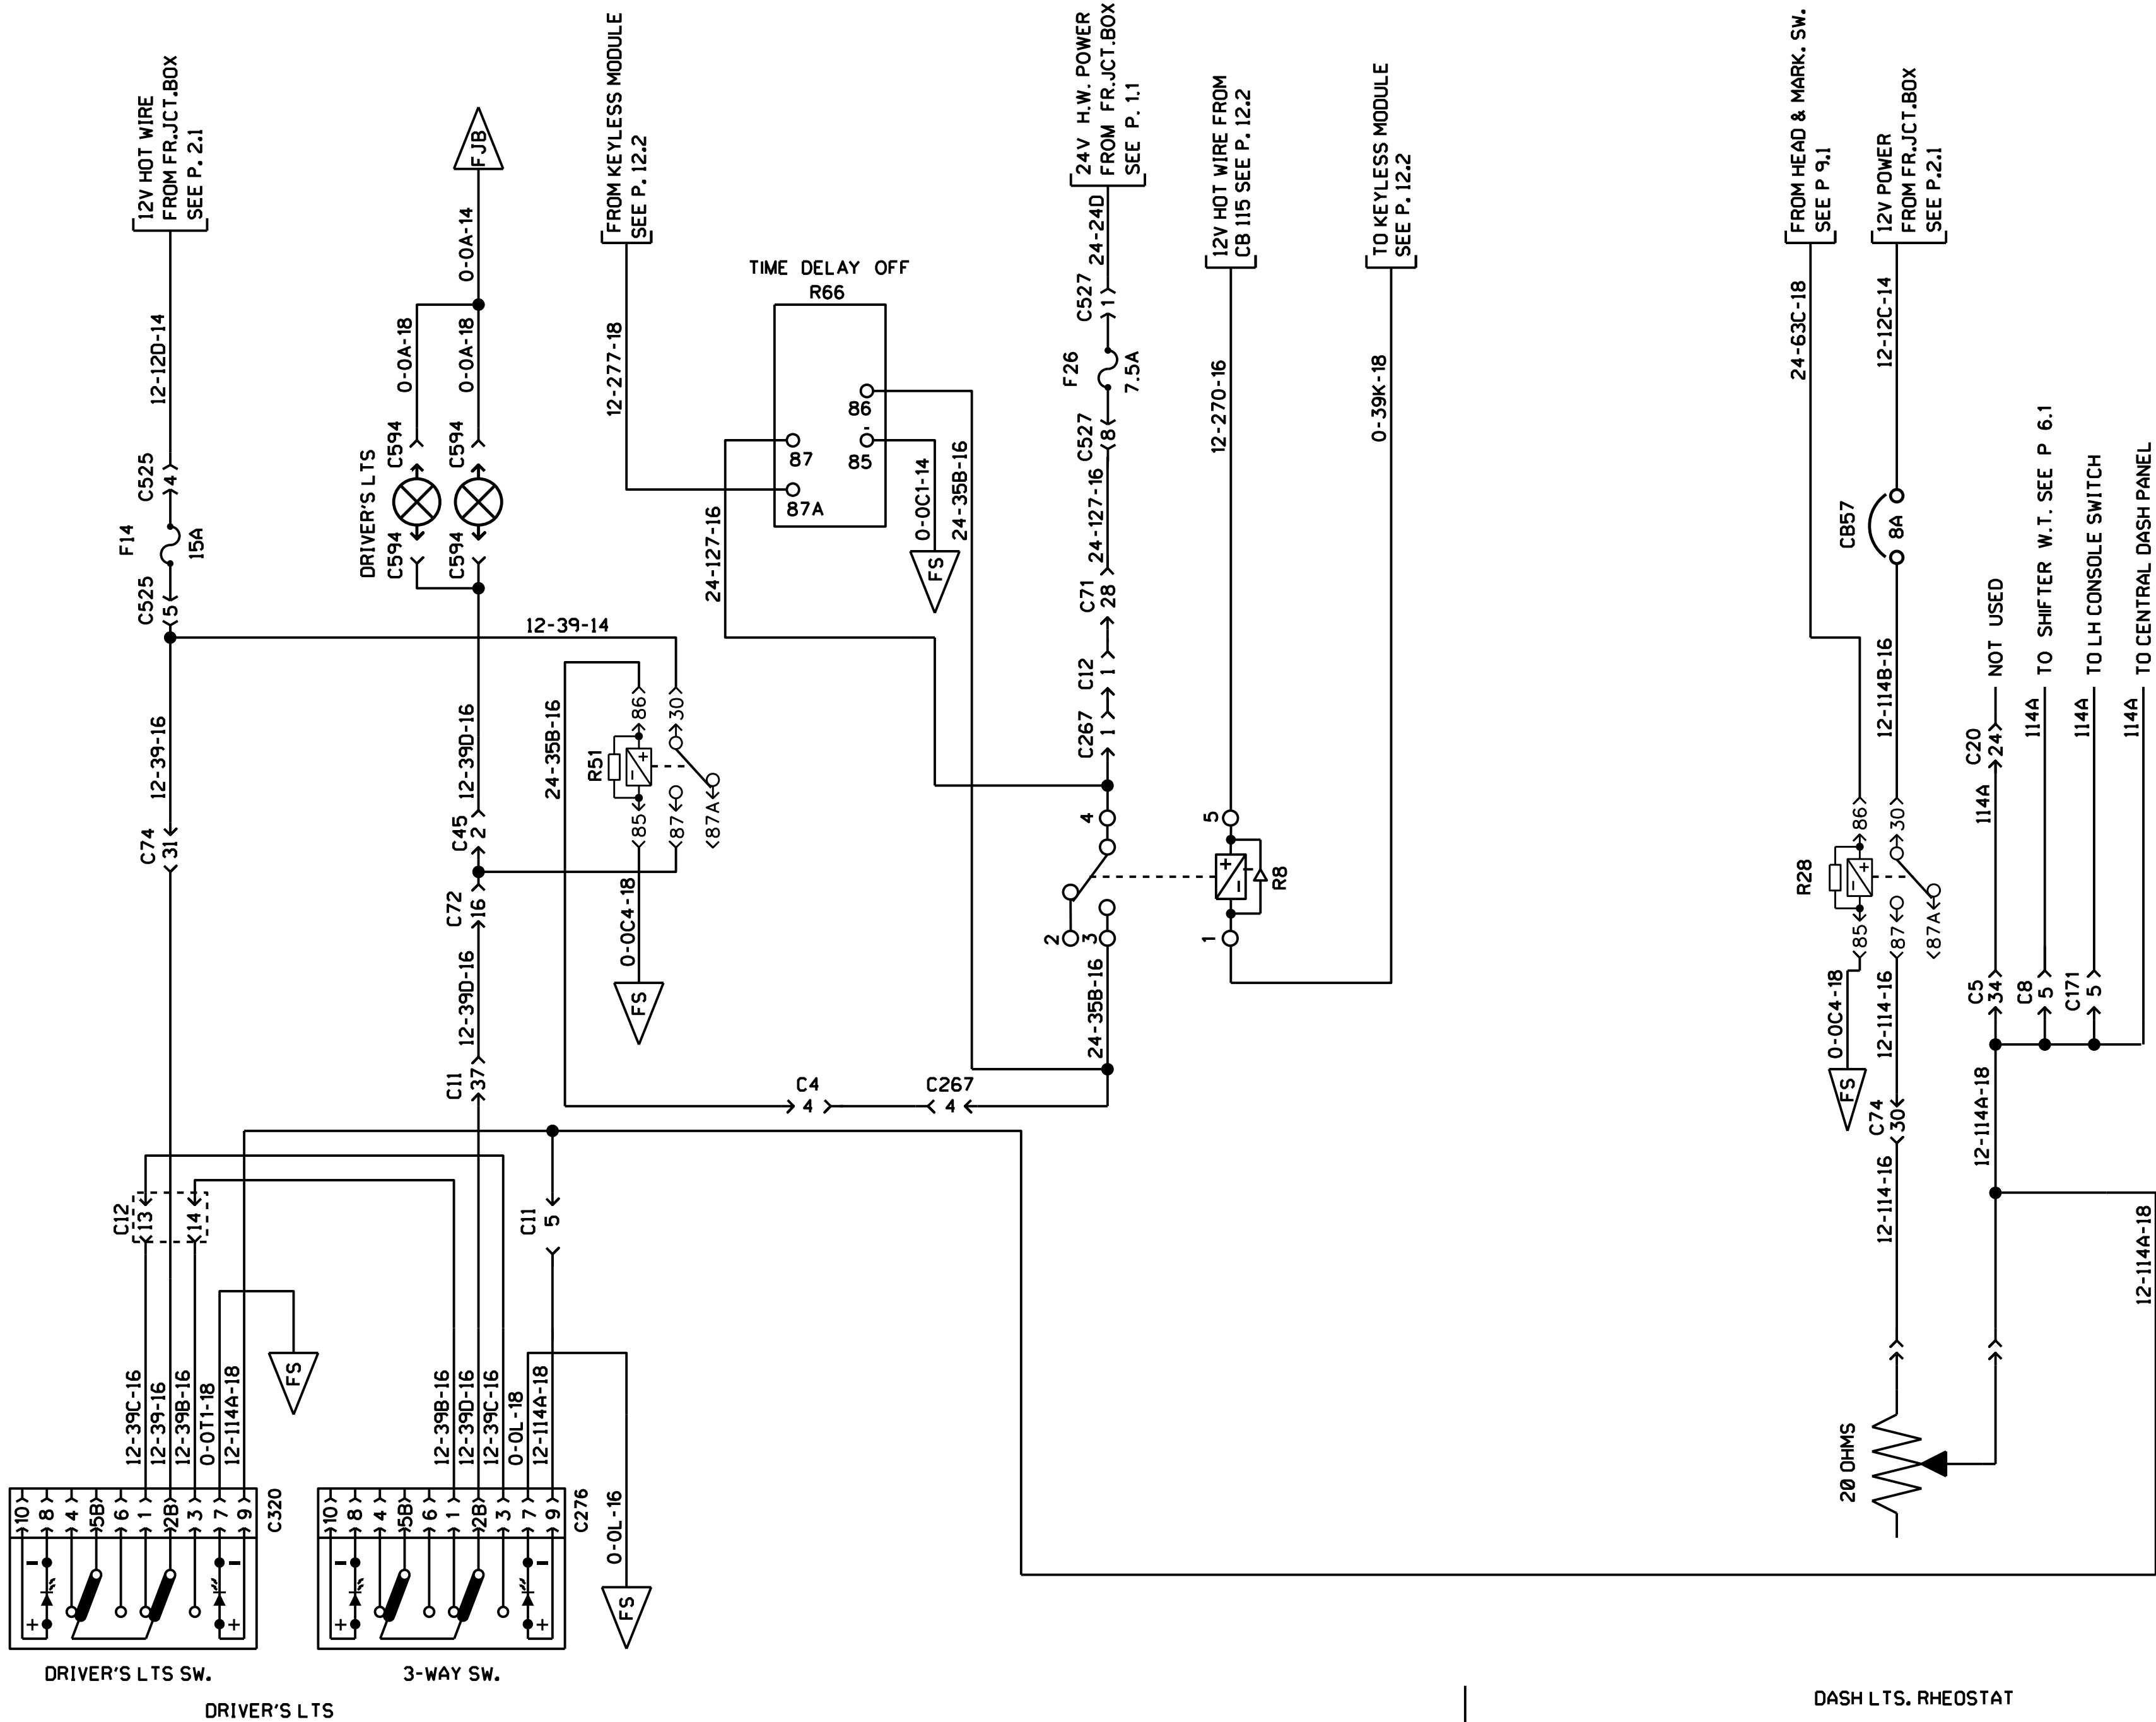 12V HOT WIRE
FROM FR.JCT.BOX
SEE P. 2.1
12-12D-14
C525
4
F14
15A
C525
5
12-39-16
C74
31
FJB
0-0A-14
0-0A-18
0-0A-18
DRIVER'S LTS
C594
C594
C594
C594
12-39-14
12-39D-16
C45
2
C72
16
12-39D-16
C11
37
FROM KEYLESS MODULE
SEE P. 12.2
12-277-18
TIME DELAY OFF
R66
86
-
85
87
87A
24-127-16
0-0C1-14
FS
24-35B-16
24-35B-16
R51
86
30
85
87
87A
0-0C4-18
FS
C4
4
C267
4
24V H.W. POWER
FROM FR.JCT.BOX
SEE P. 1.1
24-24D
C527
1
F26
7.5A
C527
8
24-127-16
C71
28
C12
1
C267
1
4
2
3
24-35B-16
12V HOT WIRE FROM
CB 115 SEE P. 12.2
12-270-16
5
+
-
R8
1
TO KEYLESS MODULE
SEE P. 12.2
0-39K-18
FROM HEAD & MARK. SW.
SEE P 9.1
24-63C-18
12V POWER
FROM FR.JCT.BOX
SEE P.2.1
12-12C-14
CB57
8A
12-114B-16
R28
86
30
85
87
87A
0-0C4-18
FS
12-114-16
C74
30
12-114-16
20 OHMS
NOT USED
C20
24
114A
C5
34
TO SHIFTER W.T. SEE P 6.1
114A
C8
5
TO LH CONSOLE SWITCH
114A
C171
5
TO CENTRAL DASH PANEL
114A
12-114A-18
12-114A-18
C12
13
14
C11
5
FS
12-39C-16
12-39-16
12-39B-16
0-0T1-18
12-114A-18
12-39B-16
12-39D-16
12-39C-16
0-0L-18
12-114A-18
10 8 4 5B 6 1 2B 3 7 9
C320
10 8 4 5B 6 1 2B 3 7 9
C276
0-0L-16
FS
DRIVER'S LTS SW.
3-WAY SW.
DRIVER'S LTS
DASH LTS. RHEOSTAT